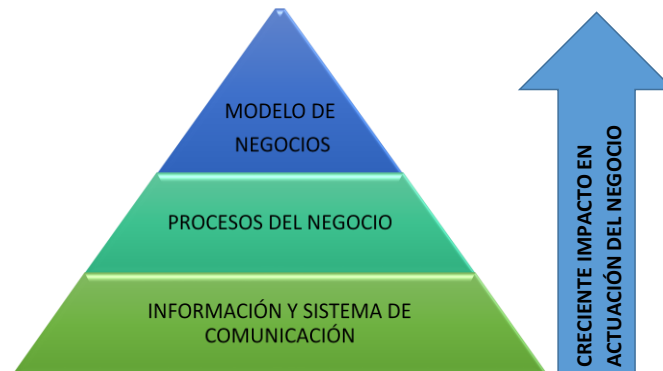 MODELO DE
NEGOCIOS
PROCESOS DEL NEGOCIO
INFORMACIÓN Y SISTEMA DE
COMUNICACIÓN
CRECIENTE IMPACTO EN
ACTUACIÓN DEL NEGOCIO